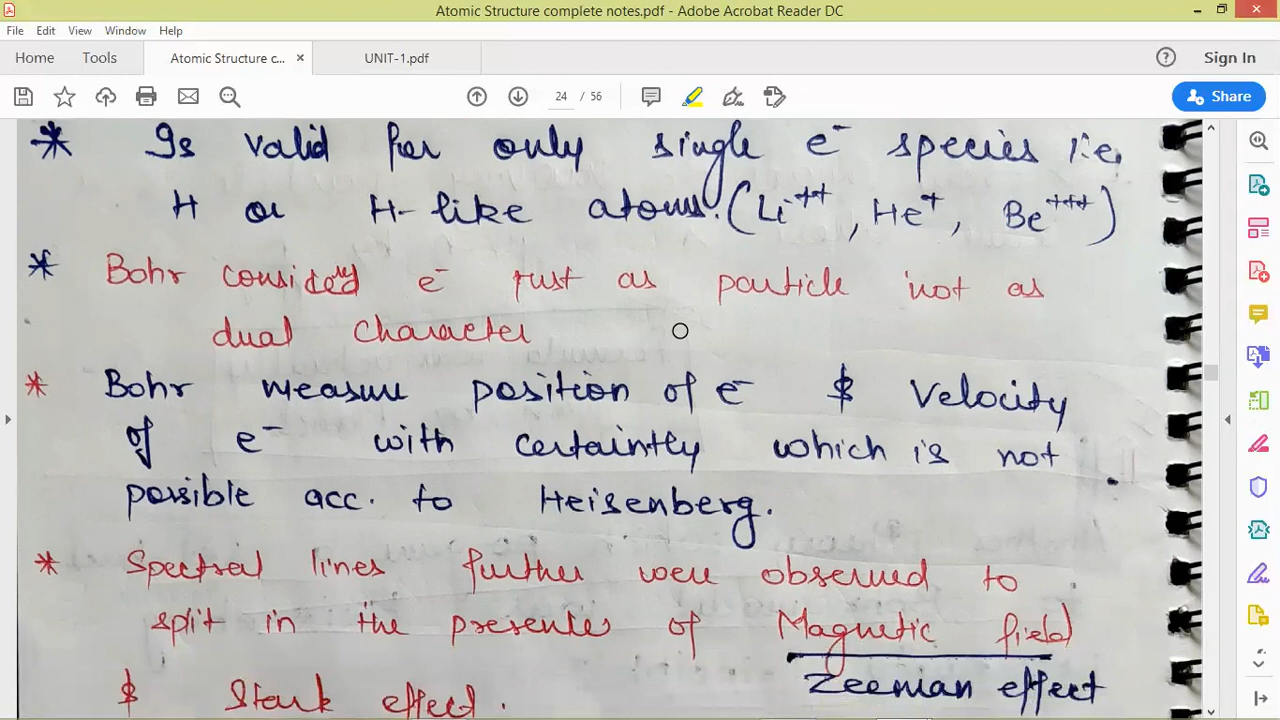 Atomic Structure complete notes.pdf - Adobe Acrobat Reader DC
File Edit View Window Help
Home Tools Atomic Structure c... × UNIT-1.pdf Sign In
24 / 56 Share
* Is valid for only single e⁻ species i.e.
H or H-like atoms. (Li⁺⁺, He⁺, Be⁺⁺⁺)
* Bohr considered e⁻ just as particle not as
dual character
* Bohr measure position of e⁻ & Velocity
of e⁻ with certaintly which is not
possible acc. to Heisenberg.
* Spectral lines further were observed to
split in the presence of Magnetic field
Zeeman effect
& Stark effect.